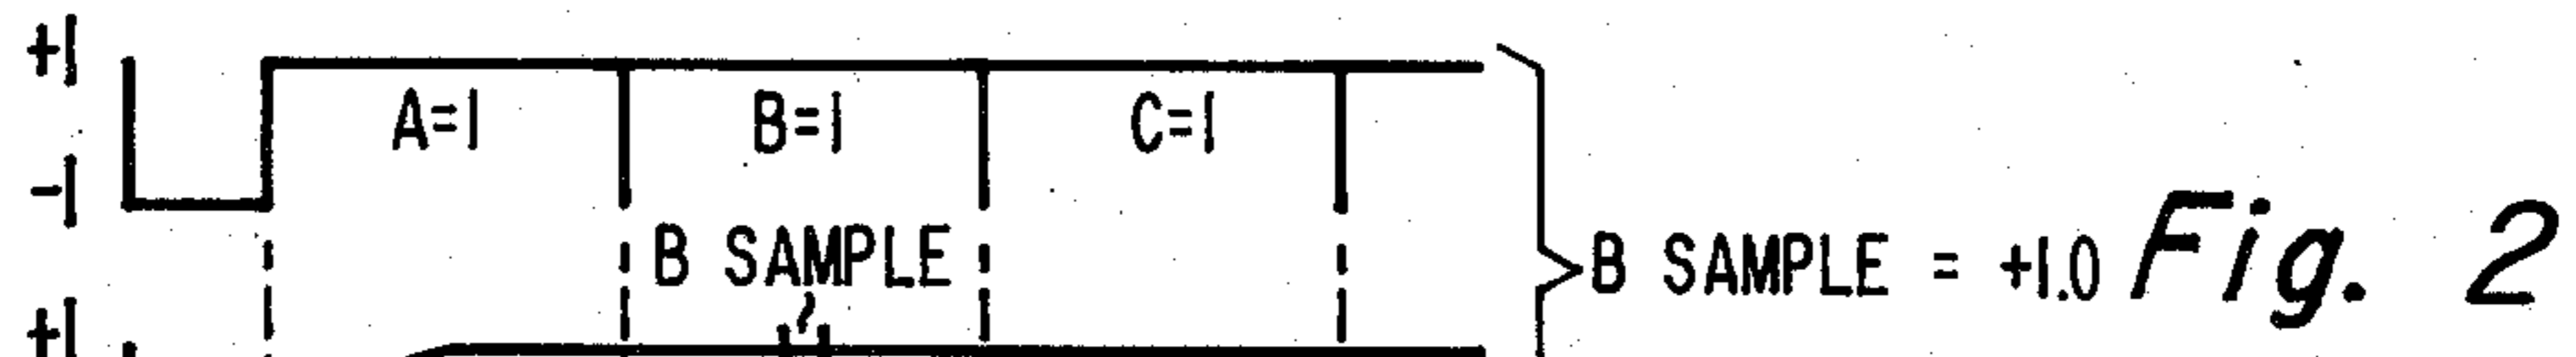 +1
A=1 B=1 C=1
-1
B SAMPLE
B SAMPLE = +1.0 Fig. 2
+1